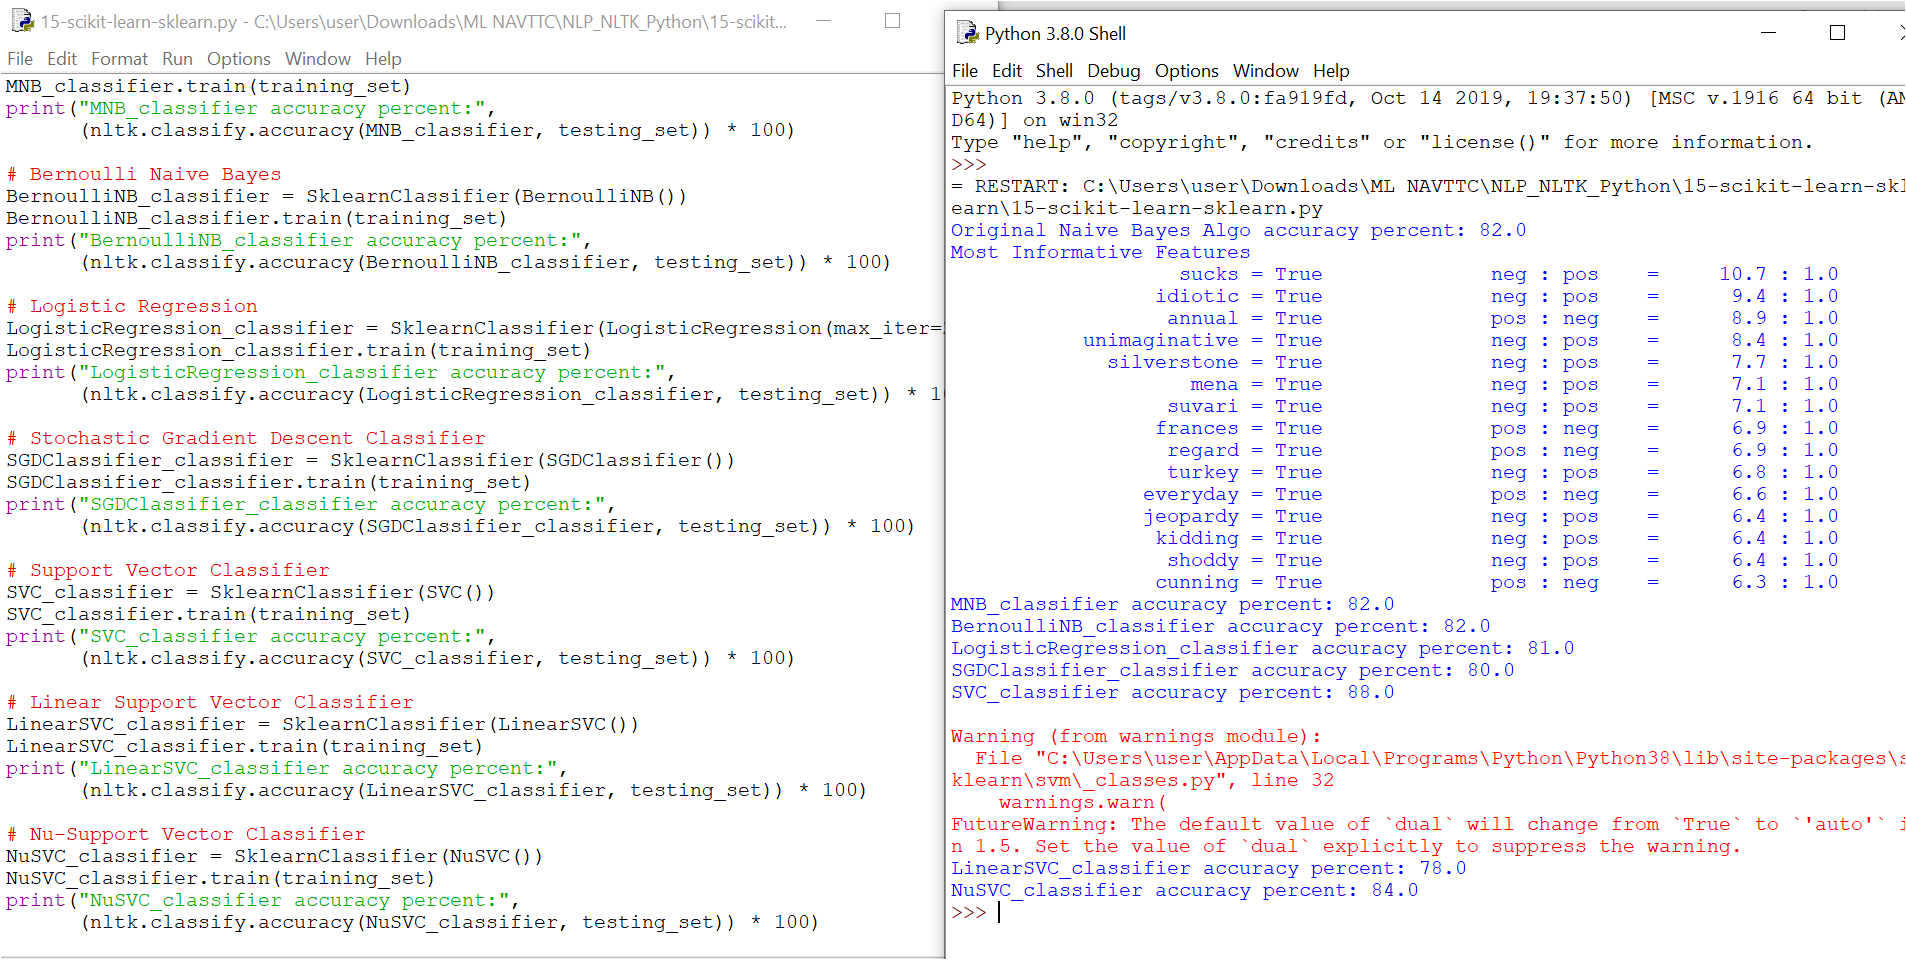 15-scikit-learn-sklearn.py - C:\Users\user\Downloads\ML NAVTTC\NLP_NLTK_Python\15-scikit...
File Edit Format Run Options Window Help
MNB_classifier.train(training_set)
print("MNB_classifier accuracy percent:",
(nltk.classify.accuracy(MNB_classifier, testing_set)) * 100)
# Bernoulli Naive Bayes
BernoulliNB_classifier = SklearnClassifier(BernoulliNB())
BernoulliNB_classifier.train(training_set)
print("BernoulliNB_classifier accuracy percent:",
(nltk.classify.accuracy(BernoulliNB_classifier, testing_set)) * 100)
# Logistic Regression
LogisticRegression_classifier = SklearnClassifier(LogisticRegression(max_iter=
LogisticRegression_classifier.train(training_set)
print("LogisticRegression_classifier accuracy percent:",
(nltk.classify.accuracy(LogisticRegression_classifier, testing_set)) * 1
# Stochastic Gradient Descent Classifier
SGDClassifier_classifier = SklearnClassifier(SGDClassifier())
SGDClassifier_classifier.train(training_set)
print("SGDClassifier_classifier accuracy percent:",
(nltk.classify.accuracy(SGDClassifier_classifier, testing_set)) * 100)
# Support Vector Classifier
SVC_classifier = SklearnClassifier(SVC())
SVC_classifier.train(training_set)
print("SVC_classifier accuracy percent:",
(nltk.classify.accuracy(SVC_classifier, testing_set)) * 100)
# Linear Support Vector Classifier
LinearSVC_classifier = SklearnClassifier(LinearSVC())
LinearSVC_classifier.train(training_set)
print("LinearSVC_classifier accuracy percent:",
(nltk.classify.accuracy(LinearSVC_classifier, testing_set)) * 100)
# Nu-Support Vector Classifier
NuSVC_classifier = SklearnClassifier(NuSVC())
NuSVC_classifier.train(training_set)
print("NuSVC_classifier accuracy percent:",
(nltk.classify.accuracy(NuSVC_classifier, testing_set)) * 100)
Python 3.8.0 Shell
File Edit Shell Debug Options Window Help
Python 3.8.0 (tags/v3.8.0:fa919fd, Oct 14 2019, 19:37:50) [MSC v.1916 64 bit (AM
D64)] on win32
Type "help", "copyright", "credits" or "license()" for more information.
>>>
= RESTART: C:\Users\user\Downloads\ML NAVTTC\NLP_NLTK_Python\15-scikit-learn-skl
earn\15-scikit-learn-sklearn.py
Original Naive Bayes Algo accuracy percent: 82.0
Most Informative Features
sucks = True neg : pos = 10.7 : 1.0
idiotic = True neg : pos = 9.4 : 1.0
annual = True pos : neg = 8.9 : 1.0
unimaginative = True neg : pos = 8.4 : 1.0
silverstone = True neg : pos = 7.7 : 1.0
mena = True neg : pos = 7.1 : 1.0
suvari = True neg : pos = 7.1 : 1.0
frances = True pos : neg = 6.9 : 1.0
regard = True pos : neg = 6.9 : 1.0
turkey = True neg : pos = 6.8 : 1.0
everyday = True pos : neg = 6.6 : 1.0
jeopardy = True neg : pos = 6.4 : 1.0
kidding = True neg : pos = 6.4 : 1.0
shoddy = True neg : pos = 6.4 : 1.0
cunning = True pos : neg = 6.3 : 1.0
MNB_classifier accuracy percent: 82.0
BernoulliNB_classifier accuracy percent: 82.0
LogisticRegression_classifier accuracy percent: 81.0
SGDClassifier_classifier accuracy percent: 80.0
SVC_classifier accuracy percent: 88.0
Warning (from warnings module):
File "C:\Users\user\AppData\Local\Programs\Python\Python38\lib\site-packages\s
klearn\svm\_classes.py", line 32
warnings.warn(
FutureWarning: The default value of `dual` will change from `True` to `'auto'` i
n 1.5. Set the value of `dual` explicitly to suppress the warning.
LinearSVC_classifier accuracy percent: 78.0
NuSVC_classifier accuracy percent: 84.0
>>>